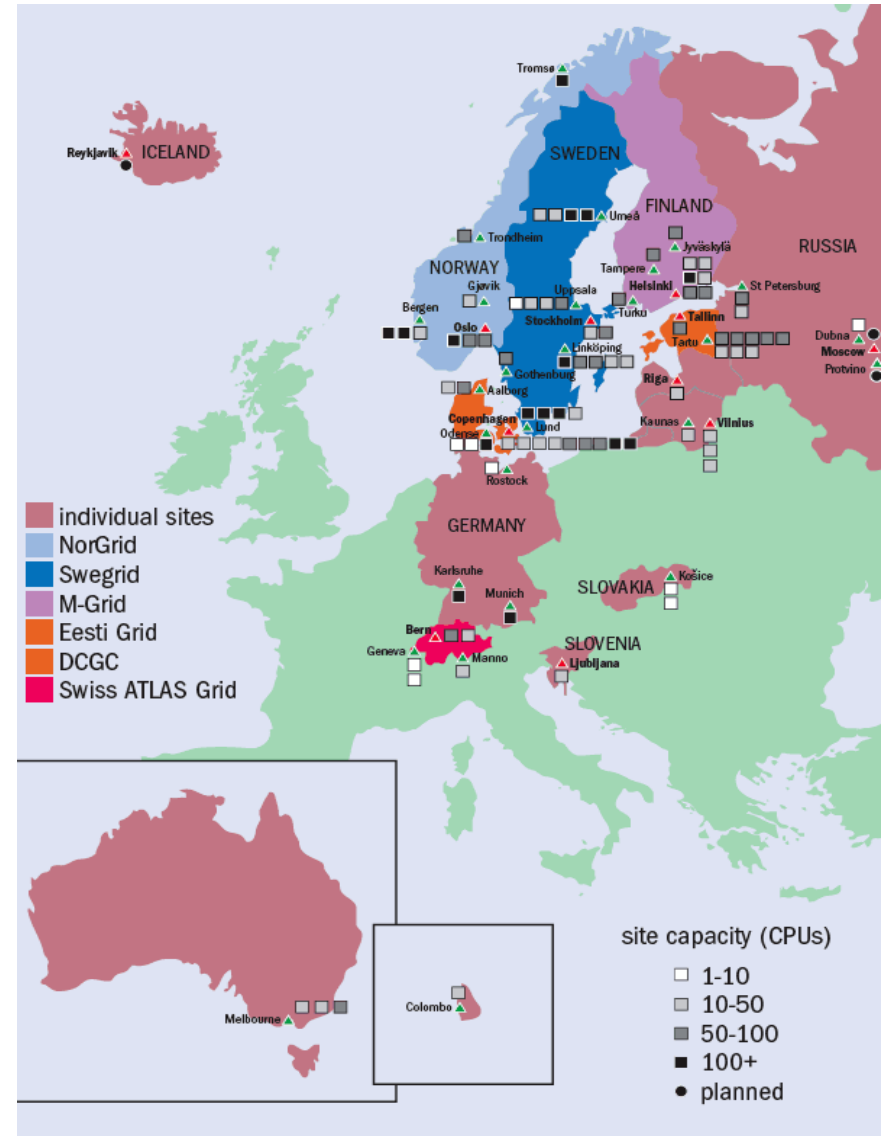 Tromsø
Reykjavik
ICELAND
SWEDEN
Umeå
FINLAND
Trondheim
Jyväskylä
RUSSIA
NORWAY
Tampere
Gjøvik
Uppsala
Helsinki
St Petersburg
Bergen
Turku
Oslo
Stockholm
Tallinn
Dubna
Linköping
Tartu
Moscow
Protvino
Gothenburg
Riga
Aalborg
Copenhagen
Kaunas
Vilnius
Odense
Lund
Rostock
individual sites
GERMANY
NorGrid
Swegrid
Karlsruhe
SLOVAKIA
Košice
M-Grid
Munich
Eesti Grid
Bern
SLOVENIA
DCGC
Geneva
Manno
Ljubljana
Swiss ATLAS Grid
site capacity (CPUs)
1-10
10-50
Colombo
Melbourne
50-100
100+
planned